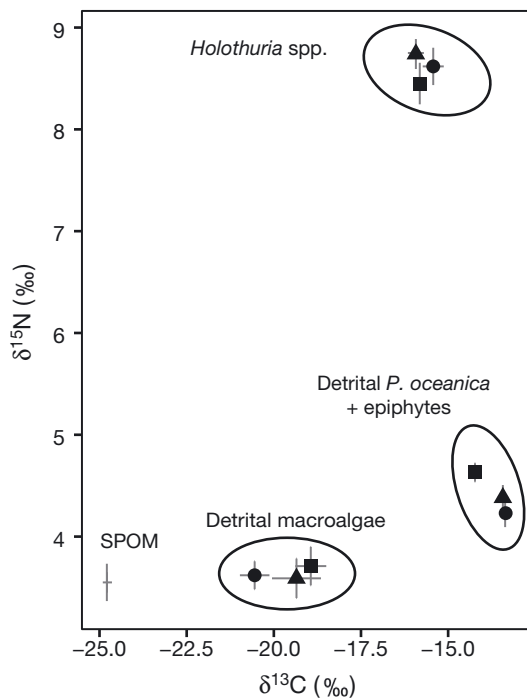 9
8
7
6
5
4
δ¹⁵N (‰)
Holothuria spp.
Detrital P. oceanica
+ epiphytes
Detrital macroalgae
SPOM
−25.0 −22.5 −20.0 −17.5 −15.0
δ¹³C (‰)